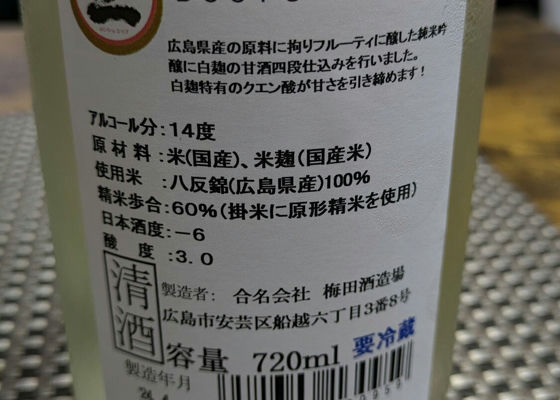 広島県産の原料に拘りフルーティに醸した純米吟
醸に白麹の甘酒四段仕込みを行いました。
白麹特有のクエン酸が甘さを引き締めます!
アルコール分:14度
原材料:米(国産)、米麹(国産米)
使用米:八反錦(広島県産)100%
精米歩合:60%(掛米に原形精米を使用)
日本酒度:-6
酸度:3.0
清酒
製造者:合名会社 梅田酒造場
広島市安芸区船越六丁目3番8号
容量 720ml 要冷蔵
製造年月